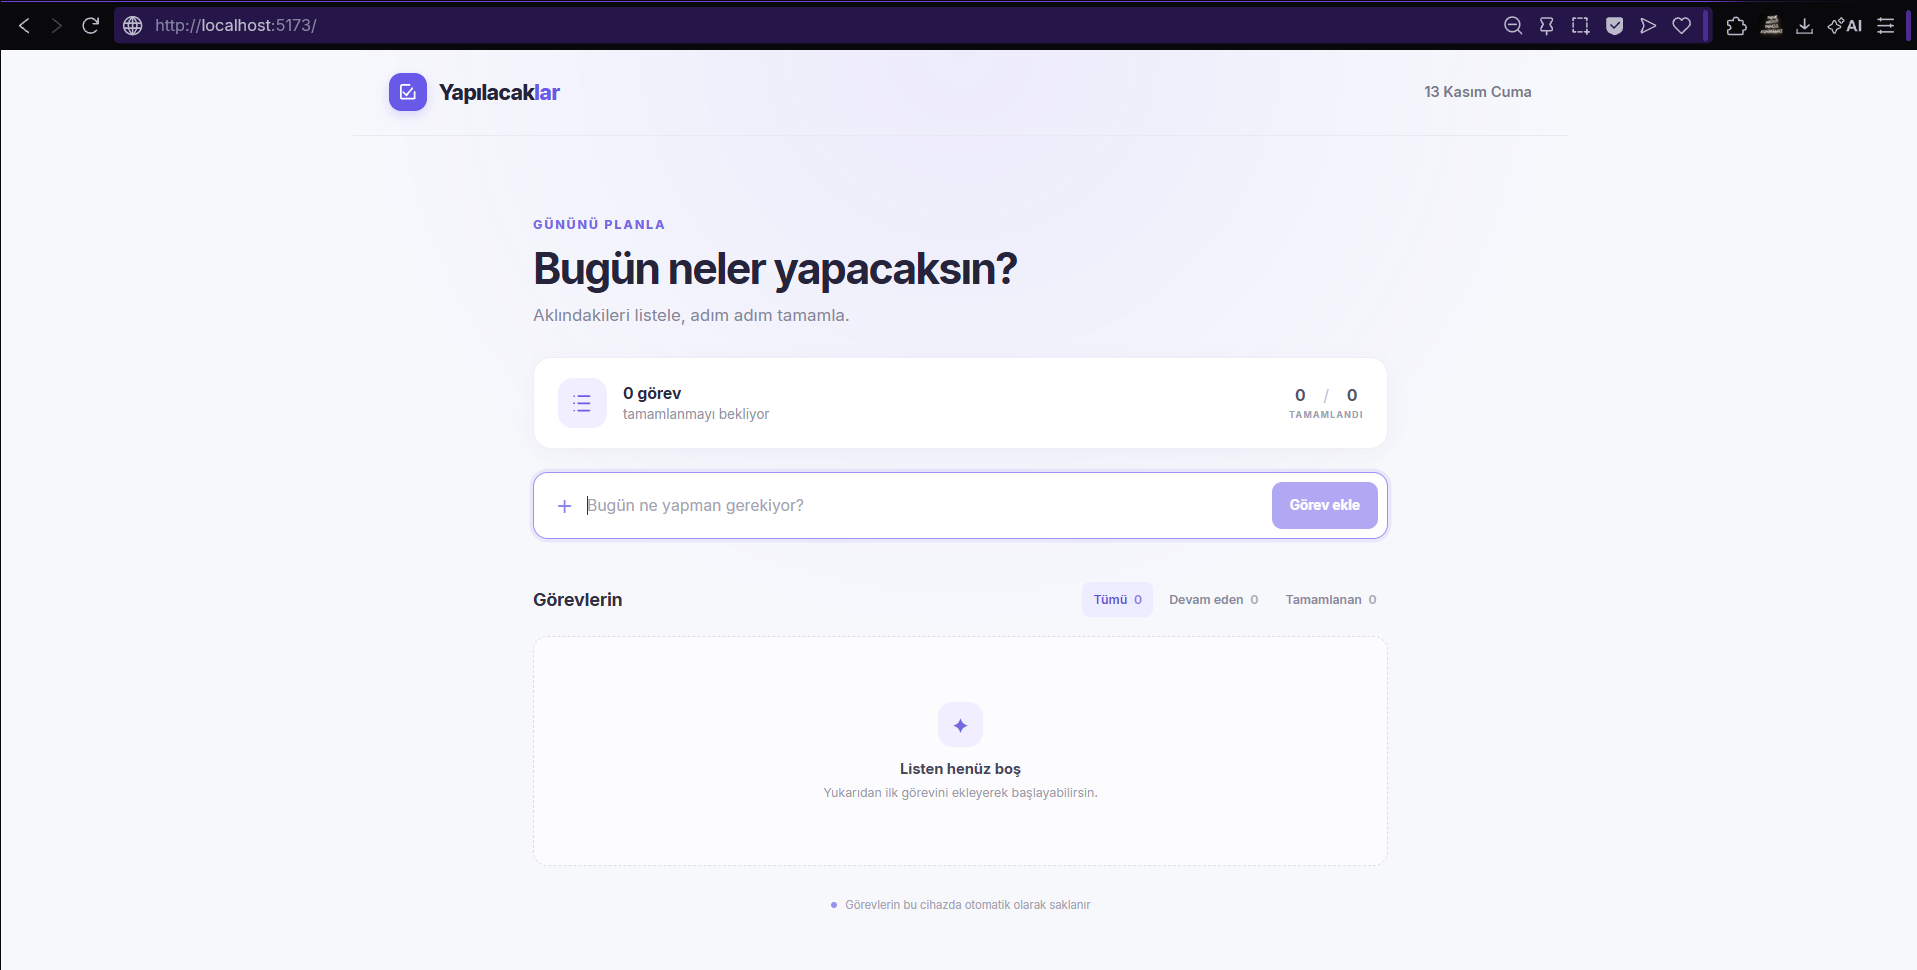 http://localhost:5173/
AI
Yapılacaklar
13 Kasım Cuma
GÜNÜNÜ PLANLA
Bugün neler yapacaksın?
Aklındakileri listele, adım adım tamamla.
0 görev
tamamlanmayı bekliyor
0 / 0
TAMAMLANDI
Bugün ne yapman gerekiyor?
Görev ekle
Görevlerin
Tümü 0 Devam eden 0 Tamamlanan 0
Listen henüz boş
Yukarıdan ilk görevini ekleyerek başlayabilirsin.
Görevlerin bu cihazda otomatik olarak saklanır